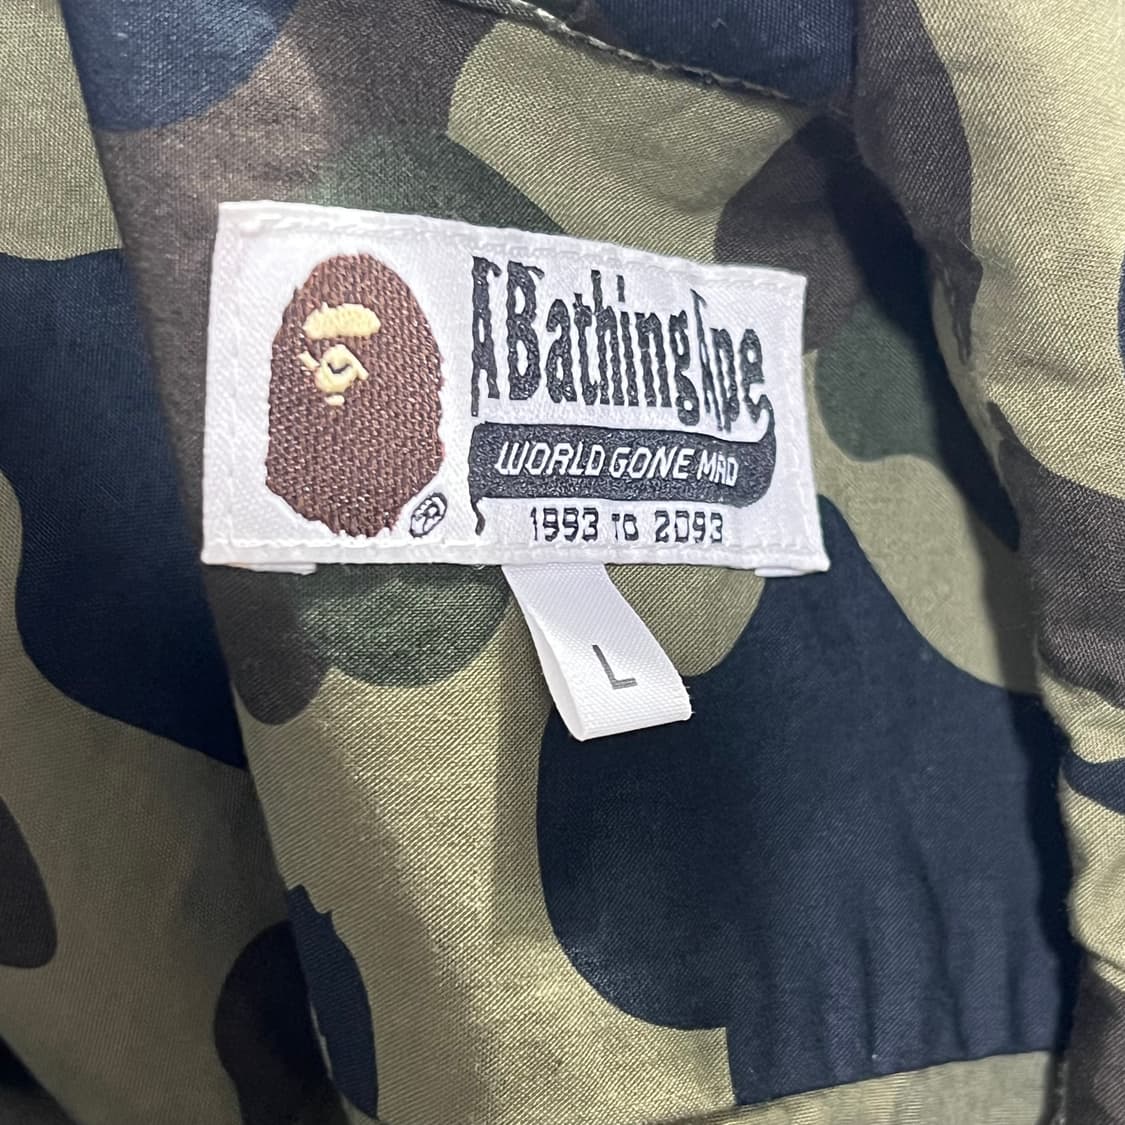 A Bathing Ape
WORLD GONE MAD
1993 TO 2093
L